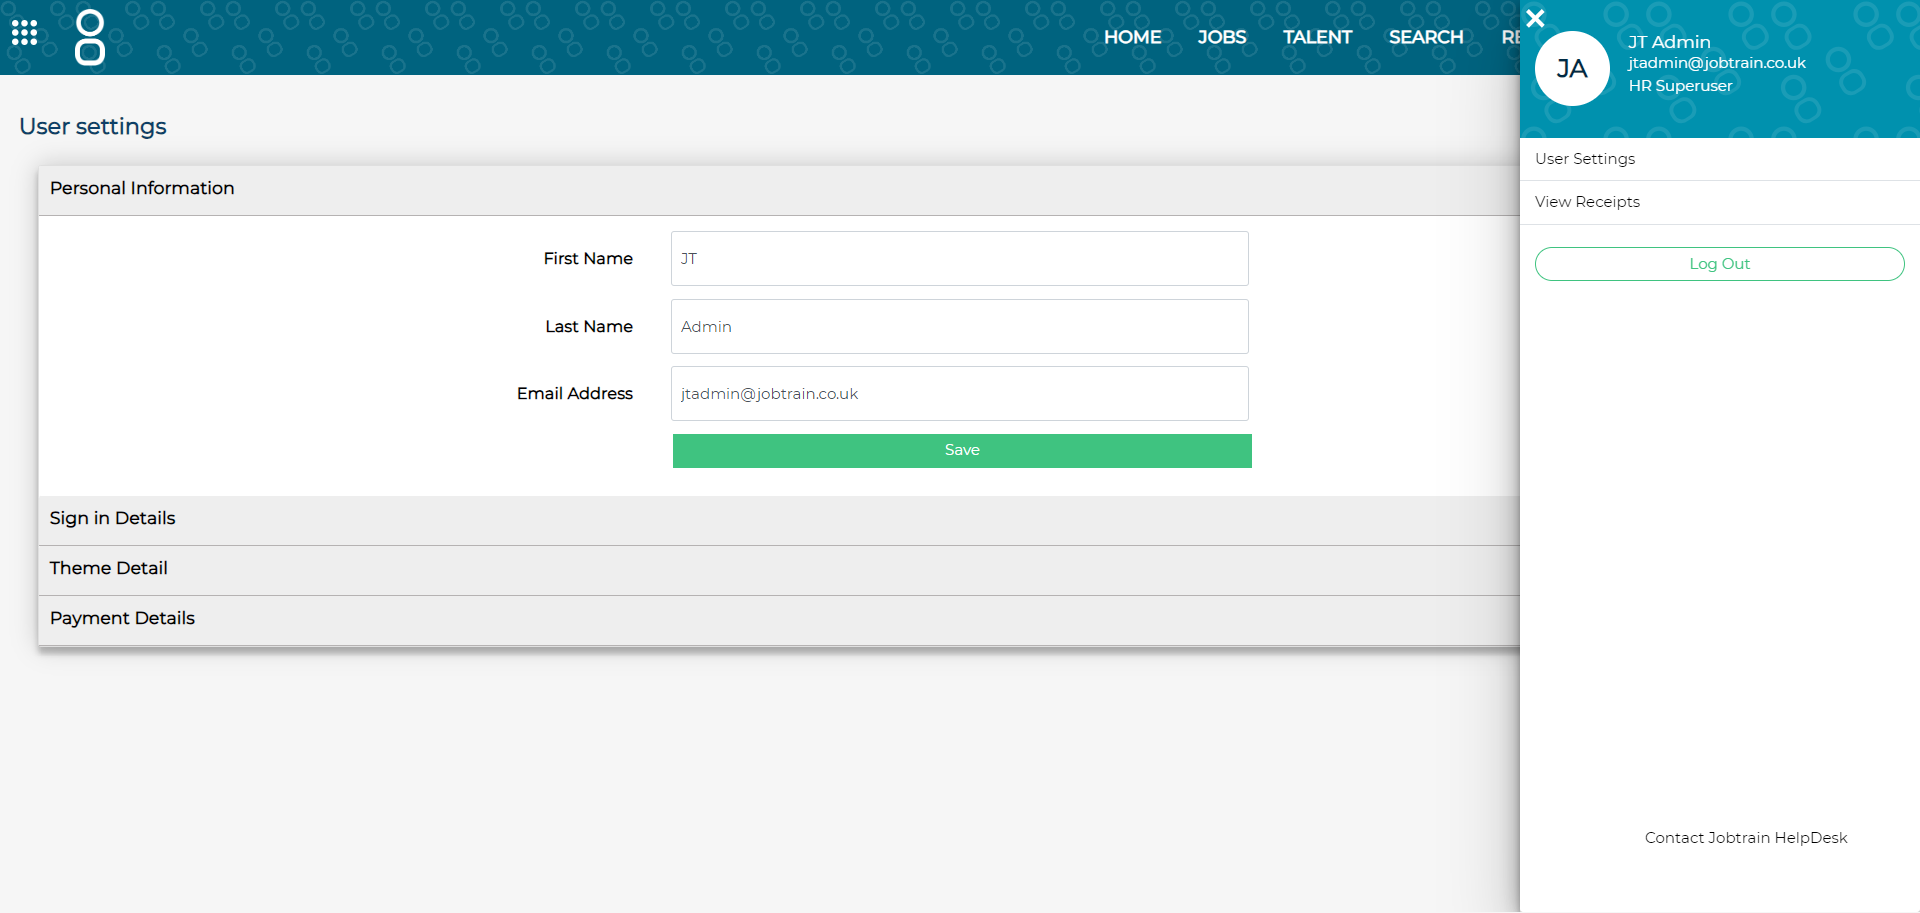 HOME JOBS TALENT SEARCH
JA
JT Admin
jtadmin@jobtrain.co.uk
HR Superuser
User settings
Personal Information
First Name JT
Last Name Admin
Email Address jtadmin@jobtrain.co.uk
Save
Sign in Details
Theme Detail
Payment Details
User Settings
View Receipts
Log Out
Contact Jobtrain HelpDesk